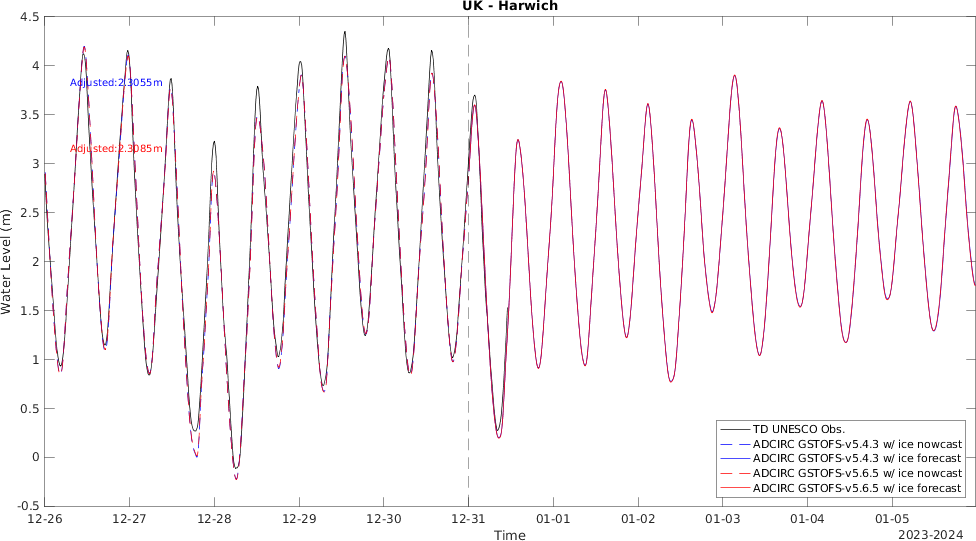 UK - Harwich
4.5
4
3.5
3
2.5
2
1.5
1
0.5
0
-0.5
Water Level (m)
Adjusted:2.3055m
Adjusted:2.3085m
TD UNESCO Obs.
ADCIRC GSTOFS-v5.4.3 w/ ice nowcast
ADCIRC GSTOFS-v5.4.3 w/ ice forecast
ADCIRC GSTOFS-v5.6.5 w/ ice nowcast
ADCIRC GSTOFS-v5.6.5 w/ ice forecast
12-26 12-27 12-28 12-29 12-30 12-31 01-01 01-02 01-03 01-04 01-05
Time
2023-2024